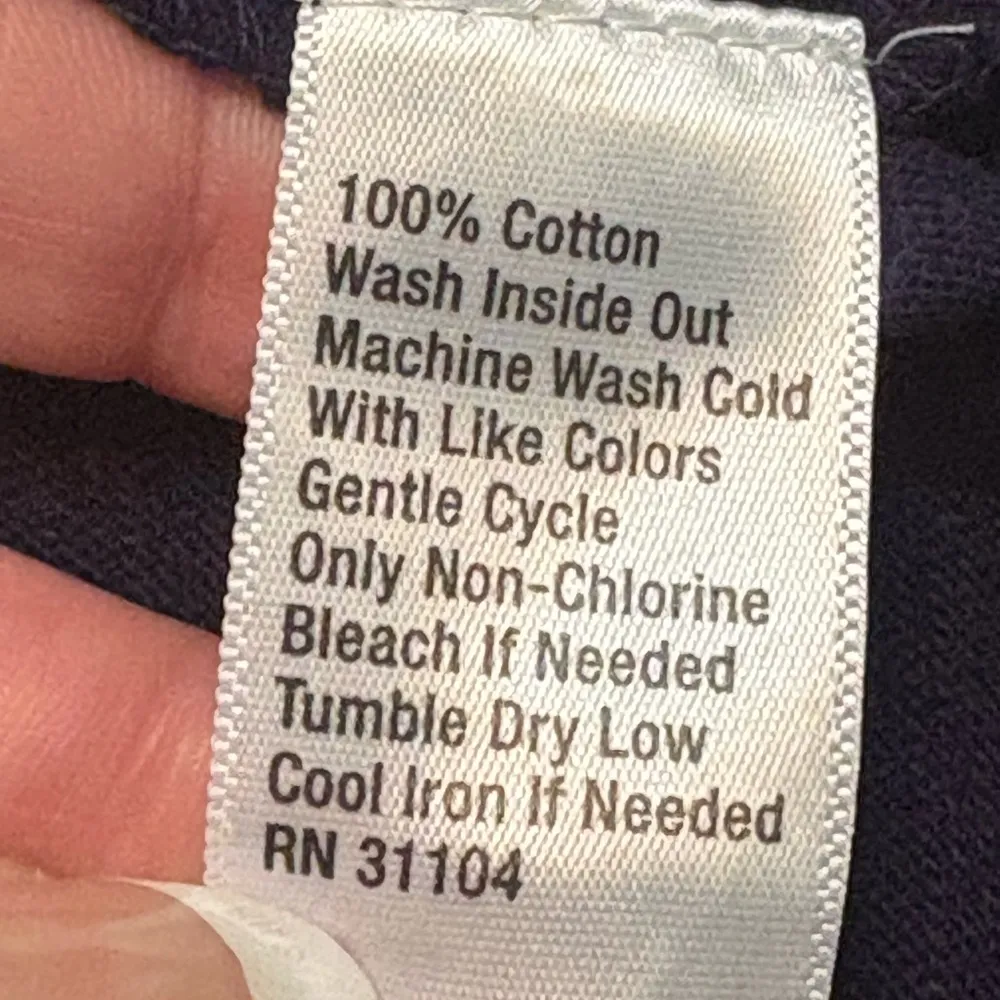 100% Cotton
Wash Inside Out
Machine Wash Cold
With Like Colors
Gentle Cycle
Only Non-Chlorine
Bleach If Needed
Tumble Dry Low
Cool Iron If Needed
RN 31104